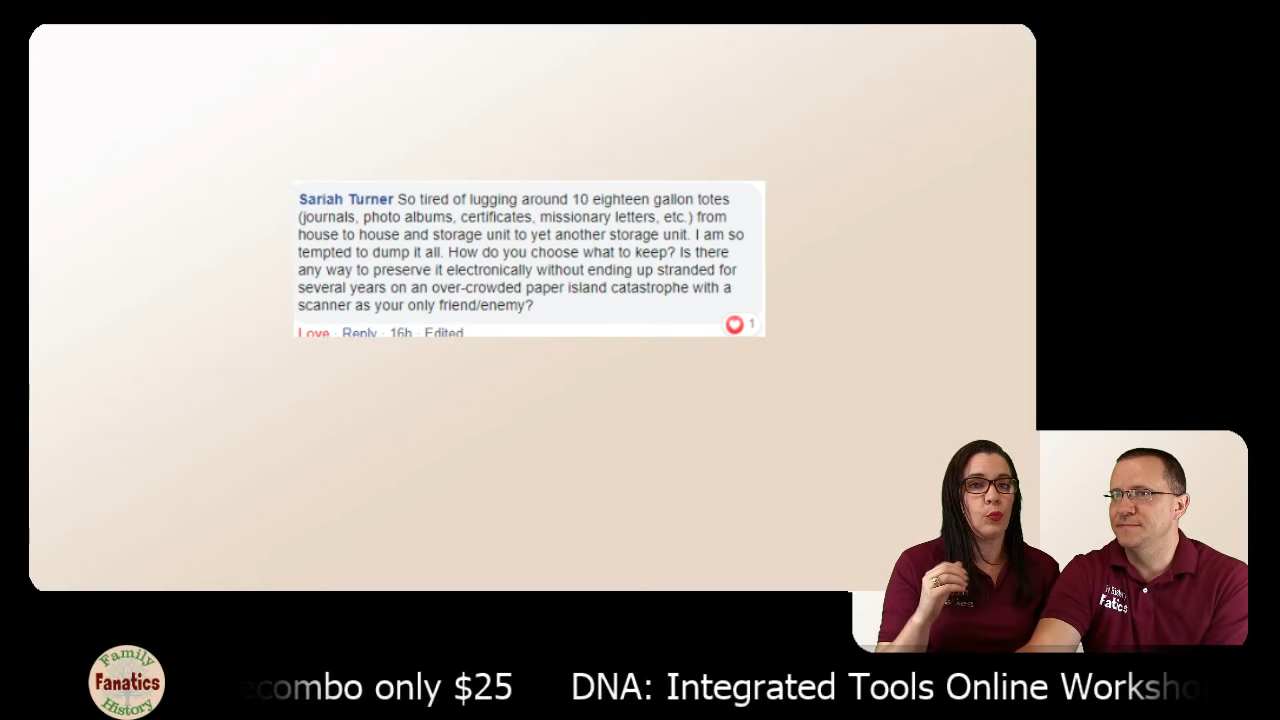 Sariah Turner So tired of lugging around 10 eighteen gallon totes
(journals, photo albums, certificates, missionary letters, etc.) from
house to house and storage unit to yet another storage unit. I am so
tempted to dump it all. How do you choose what to keep? Is there
any way to preserve it electronically without ending up stranded for
several years on an over-crowded paper island catastrophe with a
scanner as your only friend/enemy?
1
Love · Reply · 16h · Edited
Fatics
Family
Fanatics
History
ecombo only $25 DNA: Integrated Tools Online Worksho